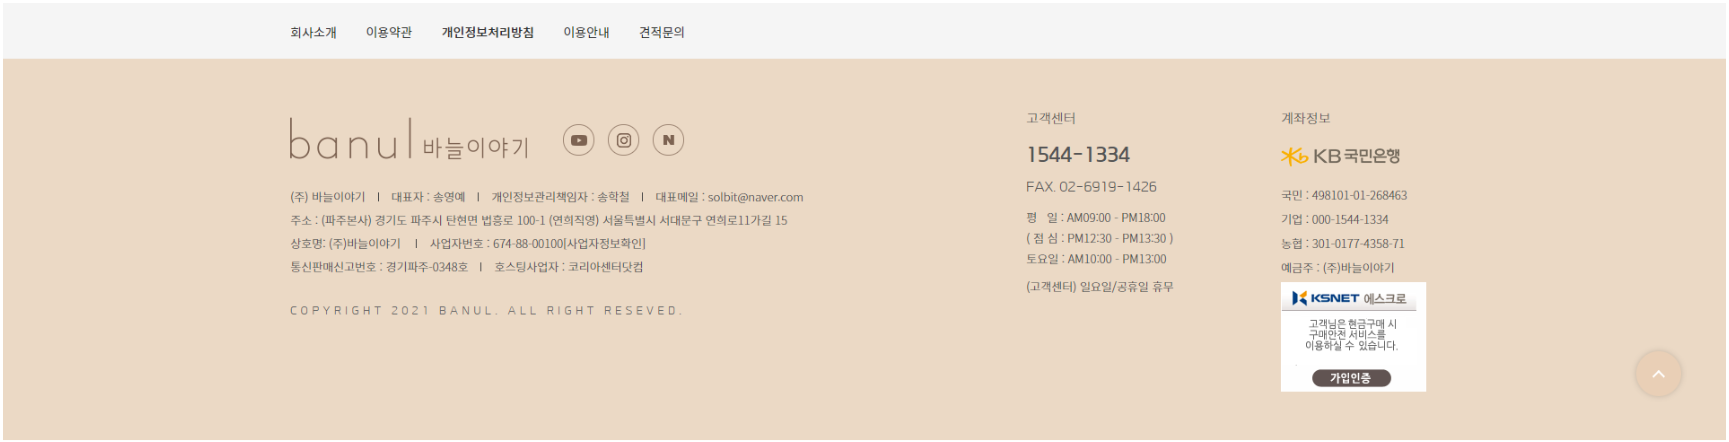 회사소개 이용약관 개인정보처리방침 이용안내 견적문의
banul 바늘이야기
(주) 바늘이야기 I 대표자 : 송영예 I 개인정보관리책임자 : 송학철 I 대표메일 : solbit@naver.com
주소 : (파주본사) 경기도 파주시 탄현면 법흥로 100-1 (연희직영) 서울특별시 서대문구 연희로11가길 15
상호명: (주)바늘이야기 I 사업자번호 : 674-88-00100[사업자정보확인]
통신판매신고번호 : 경기파주-0348호 I 호스팅사업자 : 코리아센터닷컴
COPYRIGHT 2021 BANUL. ALL RIGHT RESEVED.
고객센터
1544-1334
FAX. 02-6919-1426
평 일 : AM09:00 - PM18:00
( 점 심 : PM12:30 - PM13:30 )
토요일 : AM10:00 - PM13:00
(고객센터) 일요일/공휴일 휴무
계좌정보
KB 국민은행
국민 : 498101-01-268463
기업 : 000-1544-1334
농협 : 301-0177-4358-71
예금주 : (주)바늘이야기
KSNET 에스크로
고객님은 현금구매 시
구매안전 서비스를
이용하실 수 있습니다.
가입인증